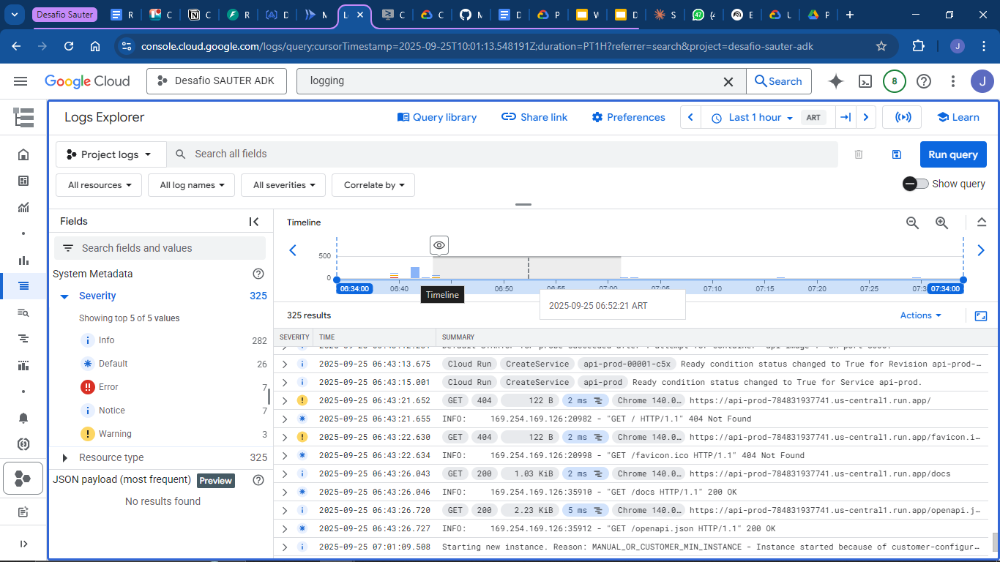 Desafio Sauter
R
C
C
R
D
M
L
C
C
M
D
P
W
D
S
47
(4
E
U
P
console.cloud.google.com/logs/query;cursorTimestamp=2025-09-25T10:01:13.548191Z;duration=PT1H?referrer=search&project=desafio-sauter-adk
J
Google Cloud
Desafio SAUTER ADK
logging
Search
8
J
Logs Explorer
Query library
Share link
Preferences
Last 1 hour
ART
Learn
Project logs
Search all fields
Run query
All resources
All log names
All severities
Correlate by
Show query
Fields
Search fields and values
System Metadata
Severity 325
Showing top 5 of 5 values
Info 282
Default 26
Error 7
Notice 7
Warning 3
Resource type 325
JSON payload (most frequent) Preview
No results found
Timeline
500
0
06:34:00 06:40 06:50 06:55 07:00 07:05 07:10 07:15 07:20 07:25 07:34:00
Timeline
2025-09-25 06:52:21 ART
325 results
Actions
SEVERITY TIME SUMMARY
2025-09-25 06:43:13.675 Cloud Run CreateService api-prod-00001-c5x Ready condition status changed to True for Revision api-prod-…
2025-09-25 06:43:15.001 Cloud Run CreateService api-prod Ready condition status changed to True for Service api-prod.
2025-09-25 06:43:21.652 GET 404 122 B 2 ms Chrome 140.0… https://api-prod-784831937741.us-central1.run.app/
2025-09-25 06:43:21.655 INFO: 169.254.169.126:20982 - "GET / HTTP/1.1" 404 Not Found
2025-09-25 06:43:22.630 GET 404 122 B 2 ms Chrome 140.0… https://api-prod-784831937741.us-central1.run.app/favicon.i…
2025-09-25 06:43:22.634 INFO: 169.254.169.126:20998 - "GET /favicon.ico HTTP/1.1" 404 Not Found
2025-09-25 06:43:26.043 GET 200 1.03 KiB 2 ms Chrome 140.0… https://api-prod-784831937741.us-central1.run.app/docs
2025-09-25 06:43:26.046 INFO: 169.254.169.126:35910 - "GET /docs HTTP/1.1" 200 OK
2025-09-25 06:43:26.720 GET 200 2.23 KiB 5 ms Chrome 140.0… https://api-prod-784831937741.us-central1.run.app/openapi.j…
2025-09-25 06:43:26.727 INFO: 169.254.169.126:35912 - "GET /openapi.json HTTP/1.1" 200 OK
2025-09-25 07:01:09.508 Starting new instance. Reason: MANUAL_OR_CUSTOMER_MIN_INSTANCE - Instance started because of customer-configur…